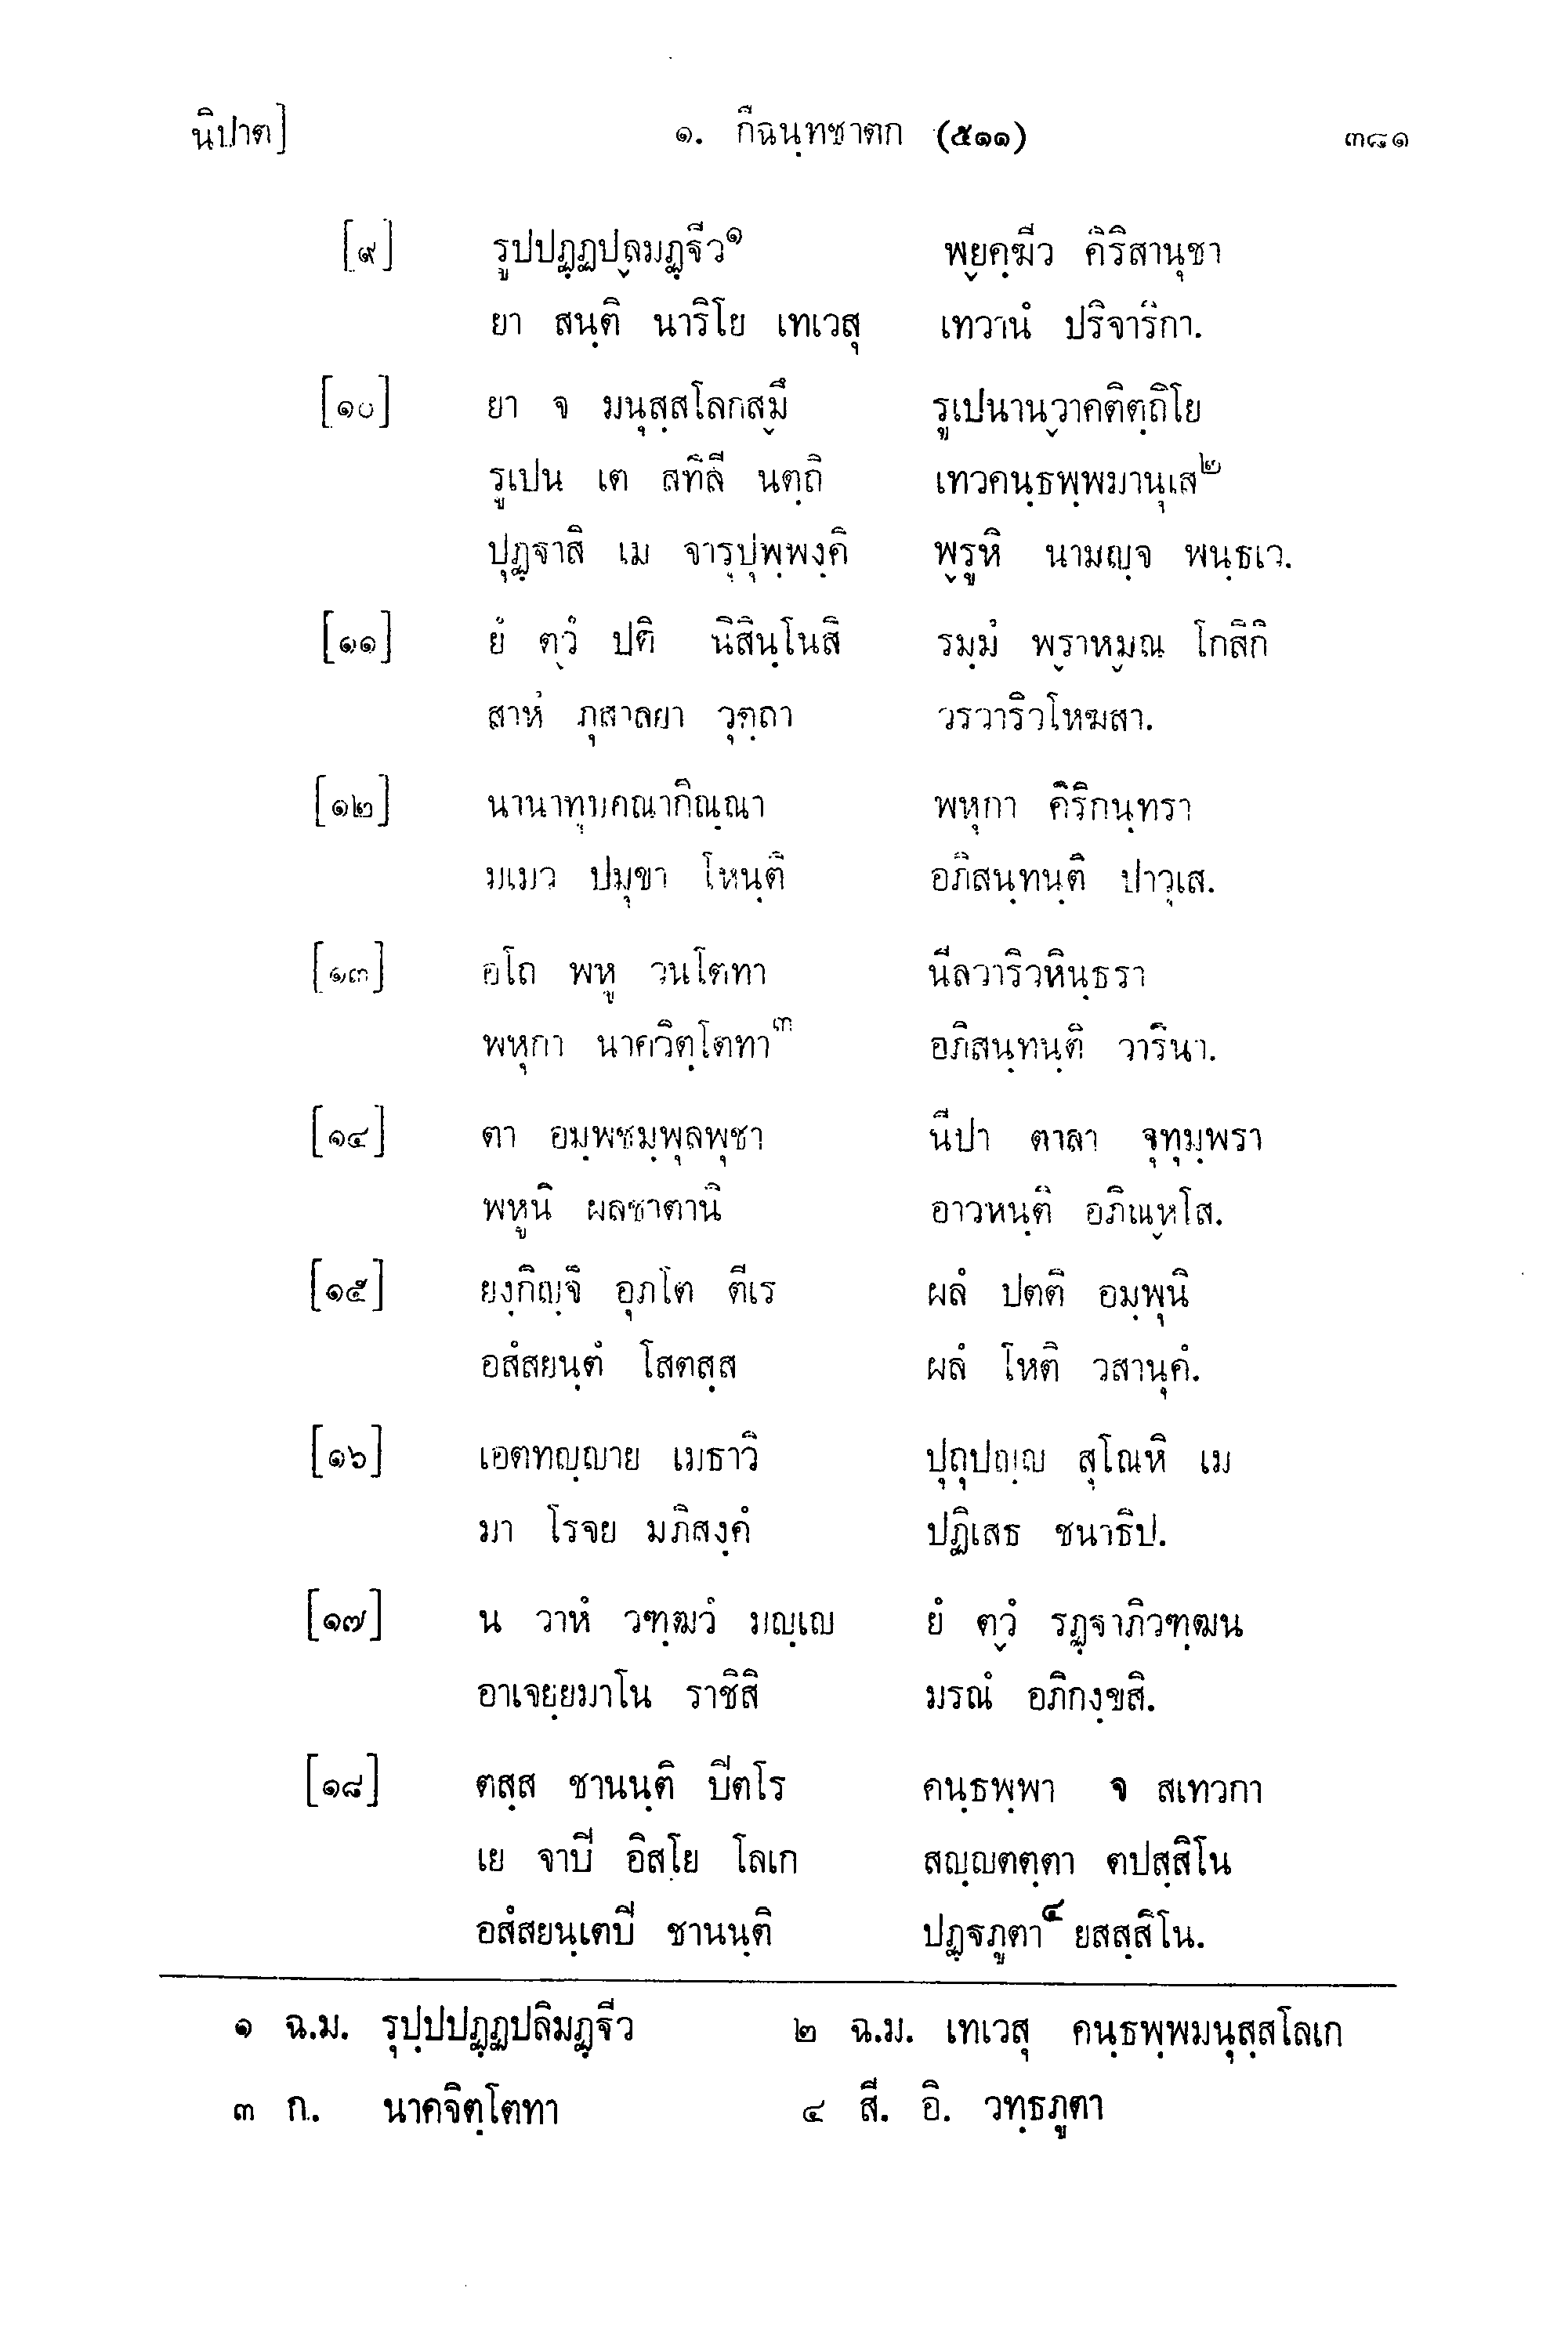 นิปาต] ๑. กึฉนฺทชาตก (๕๑๑) ๓๘๑
[๙] รูปปฏฺฏปลฺลมฏฺฐีว๑ พฺยคฺฆีว คิริสานุชา
ยา สนฺติ นาริโย เทเวสุ เทวานํ ปริจาริกา.
[๑๐] ยา จ มนุสฺสโลกสฺมึ รูเปนานฺวาคติตฺถิโย
รูเปน เต สทิสี นตฺถิ เทวคนฺธพฺพมานุเส๒
ปุฏฺฐาสิ เม จารุปุพฺพงฺคิ พฺรูหิ นามญฺจ พนฺธเว.
[๑๑] ยํ ตฺวํ ปติ นิสินฺโนสิ รมฺมํ พฺราหฺมณ โกสิกึ
สาหํ ภุสาลยา วุตฺถา วรวาริวโหฆสา.
[๑๒] นานาทุมคณากิณฺณา พหุกา คิริกนฺทรา
มเมว ปมุขา โหนฺติ อภิสนฺทนฺติ ปาวุเส.
[๑๓] อโถ พหู วนโตทา นีลวาริวหินฺธรา
พหุกา นาควิตฺโตทา๓ อภิสนฺทนฺติ วารินา.
[๑๔] ตา อมฺพชมฺพุลพุชา นีปา ตาลา จุทุมฺพรา
พหูนิ ผลชาตานิ อาวหนฺติ อภิณฺหโส.
[๑๕] ยงฺกิญฺจิ อุภโต ตีเร ผลํ ปตติ อมฺพุนิ
อสํสยนฺตํ โสตสฺส ผลํ โหติ วสานุคํ.
[๑๖] เอตทญฺญาย เมธาวิ ปุถุปญฺญ สุโณหิ เม
มา โรจย มภิสงฺคํ ปฏิเสธ ชนาธิป.
[๑๗] น วาหํ วฑฺฒวํ มญฺเญ ยํ ตฺวํ รฏฺฐาภิวฑฺฒน
อาเจยฺยมาโน ราชิสิ มรณํ อภิกงฺขสิ.
[๑๘] ตสฺส ชานนฺติ ปิตโร คนฺธพฺพา จ สเทวกา
เย จาปิ อิสโย โลเก สญฺญตตฺตา ตปสฺสิโน
อสํสยนฺเตปิ ชานนฺติ ปฏฺฐภูตา๔ ยสสฺสิโน.
๑ ฉ.ม. รุปฺปปฏฺฏปลิมฏฺฐีว ๒ ฉ.ม. เทเวสุ คนฺธพฺพมนุสฺสโลเก
๓ ก. นาคจิตฺโตทา ๔ สี. อิ. วทฺธภูตา